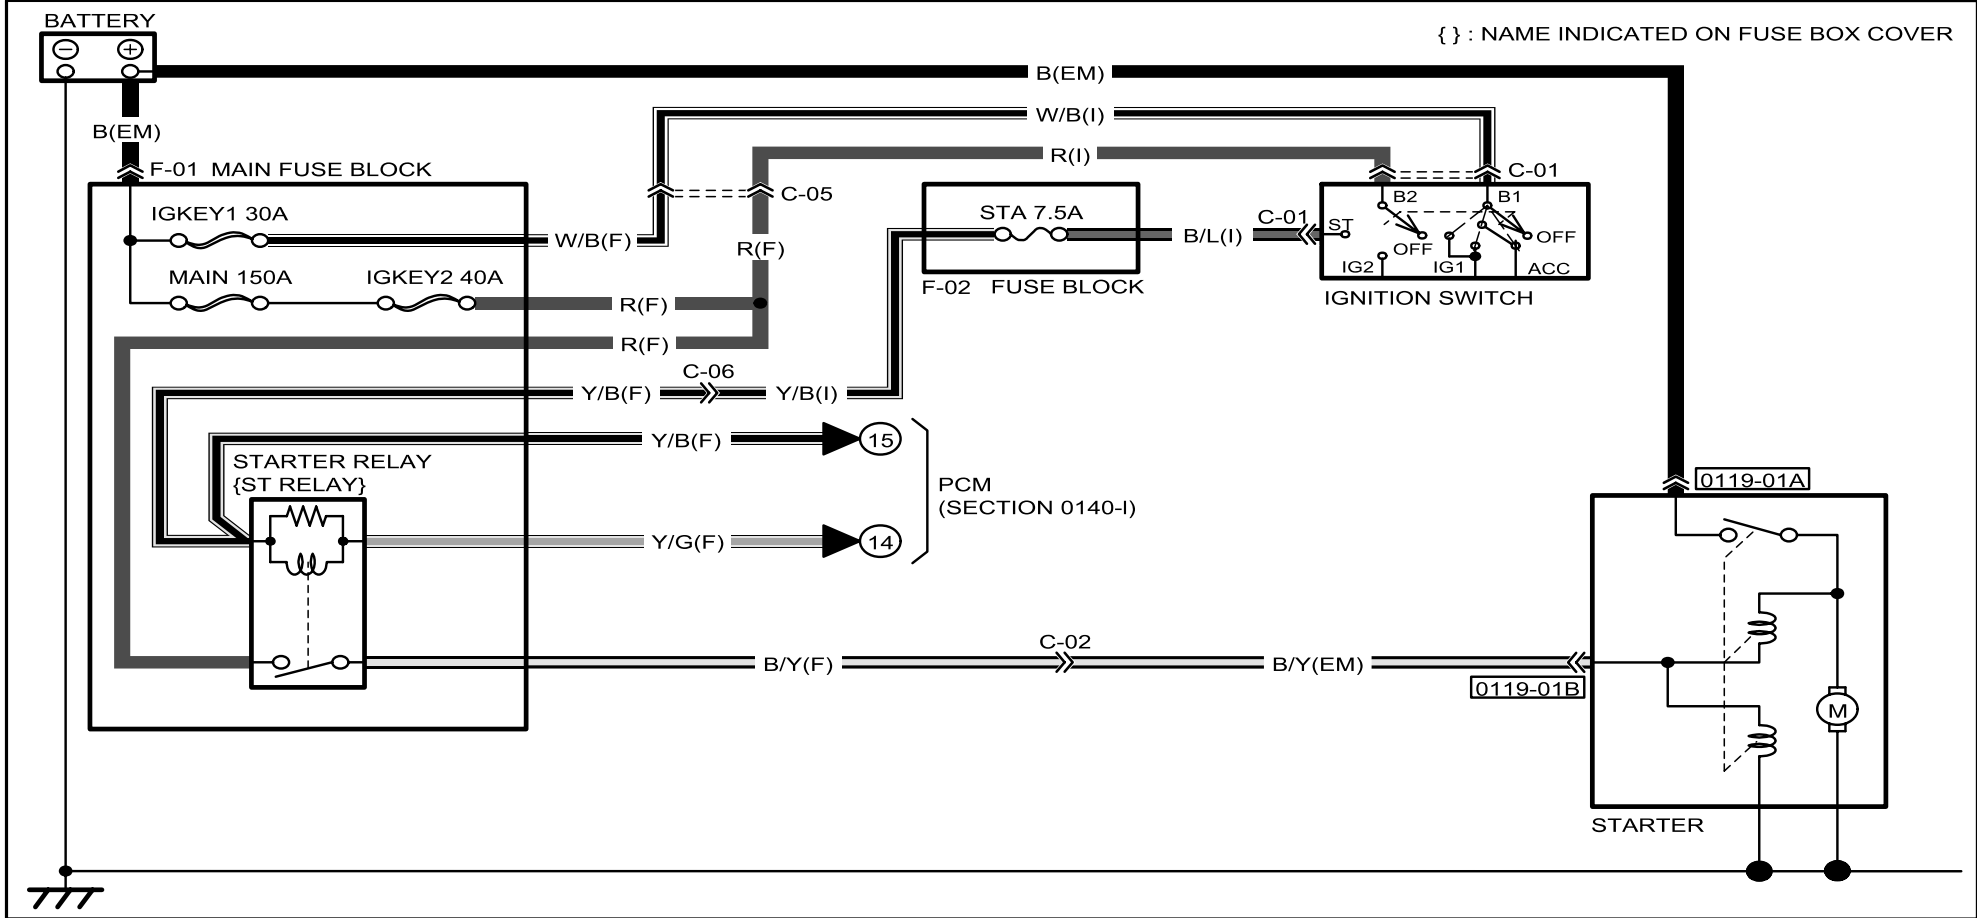 BATTERY
{ } : NAME INDICATED ON FUSE BOX COVER
− +
B(EM)
W/B(I)
B(EM)
R(I)
F-01 MAIN FUSE BLOCK
C-01
C-05
B2 B1
IGKEY1 30A
STA 7.5A
C-01
ST
W/B(F)
R(F)
B/L(I)
OFF
OFF
IG2 IG1 ACC
MAIN 150A IGKEY2 40A
F-02 FUSE BLOCK
IGNITION SWITCH
R(F)
R(F)
C-06
Y/B(F) Y/B(I)
Y/B(F)
15
STARTER RELAY
{ST RELAY}
PCM
(SECTION 0140-I)
0119-01A
Y/G(F)
14
C-02
B/Y(F)
B/Y(EM)
0119-01B
M
STARTER